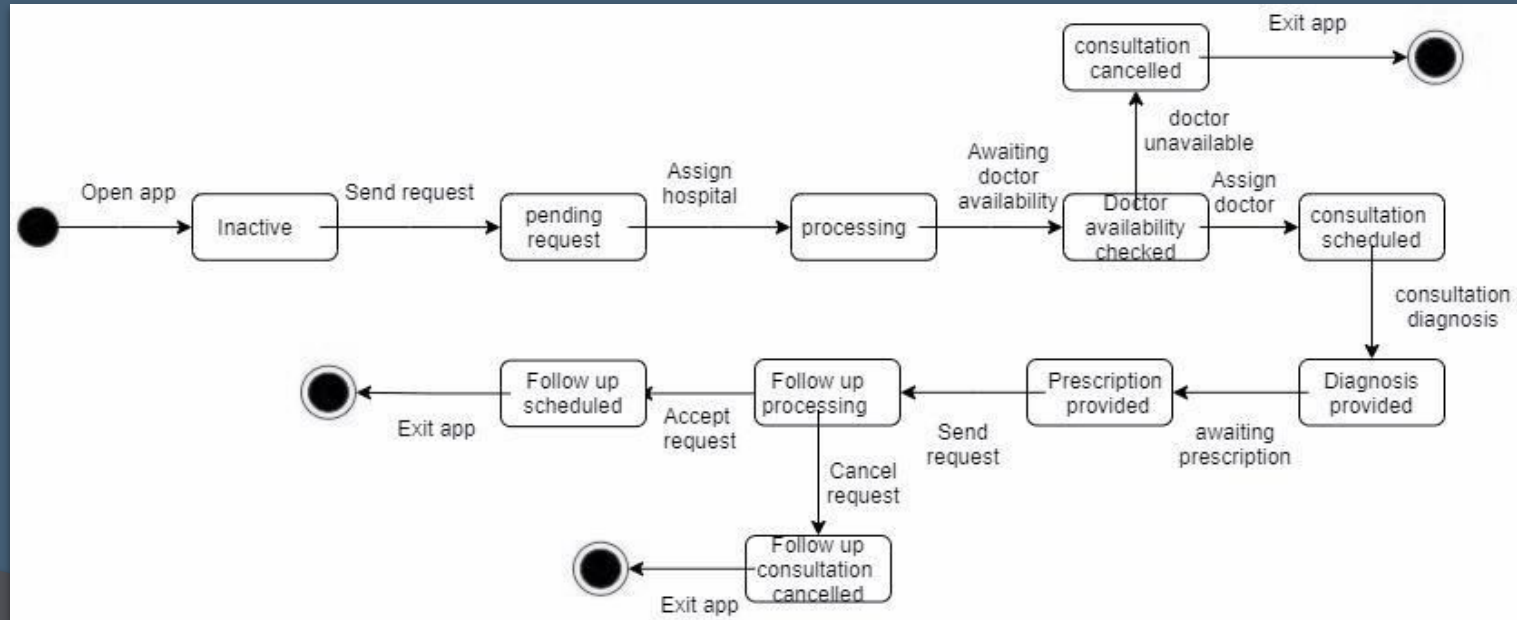 Exit app
consultation
cancelled
doctor
unavailable
Open app
Send request
Assign
hospital
Awaiting
doctor
availability
Assign
doctor
Inactive
pending
request
processing
Doctor
availability
checked
consultation
scheduled
consultation
diagnosis
Follow up
scheduled
Follow up
processing
Prescription
provided
Diagnosis
provided
Exit app
Accept
request
Send
request
awaiting
prescription
Cancel
request
Follow up
consultation
cancelled
Exit app